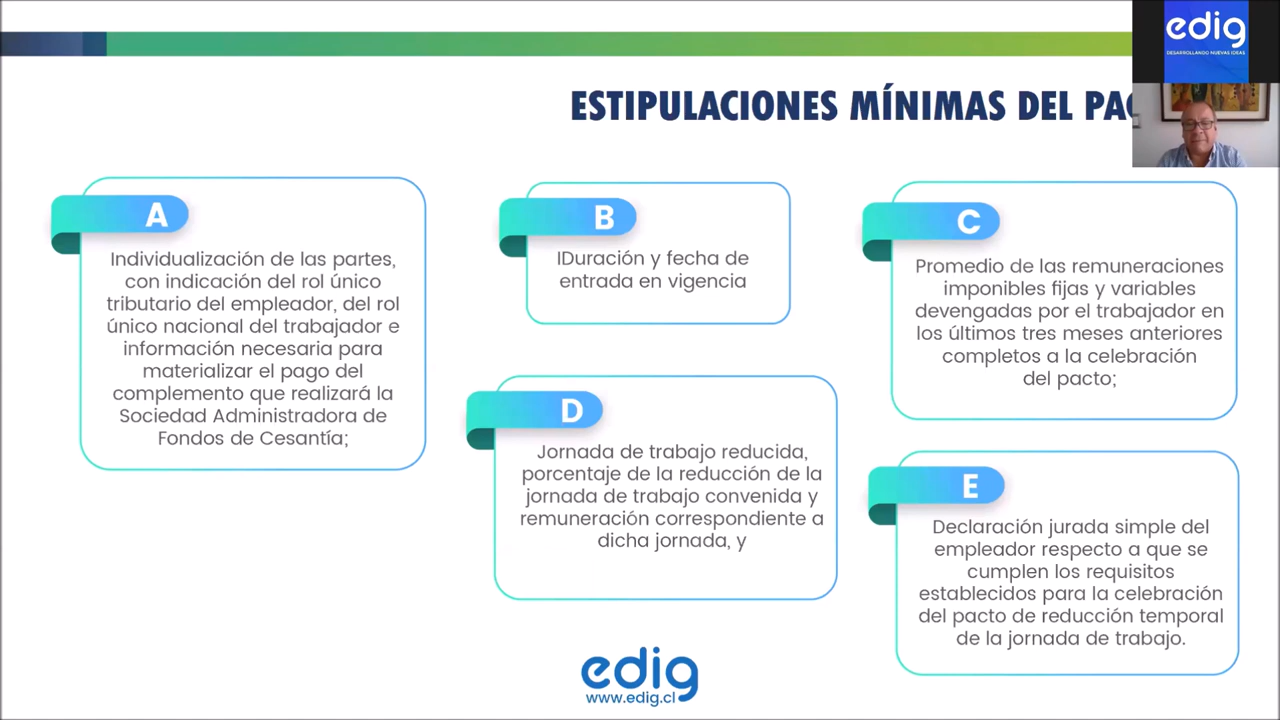 edig
DESARROLLANDO NUEVAS IDEAS
ESTIPULACIONES MÍNIMAS DEL
A
Individualización de las partes,
con indicación del rol único
tributario del empleador, del rol
único nacional del trabajador e
información necesaria para
materializar el pago del
complemento que realizará la
Sociedad Administradora de
Fondos de Cesantía;
B
IDuración y fecha de
entrada en vigencia
C
Promedio de las remuneraciones
imponibles fijas y variables
devengadas por el trabajador en
los últimos tres meses anteriores
completos a la celebración
del pacto;
D
Jornada de trabajo reducida,
porcentaje de la reducción de la
jornada de trabajo convenida y
remuneración correspondiente a
dicha jornada, y
E
Declaración jurada simple del
empleador respecto a que se
cumplen los requisitos
establecidos para la celebración
del pacto de reducción temporal
de la jornada de trabajo.
edig
www.edig.cl